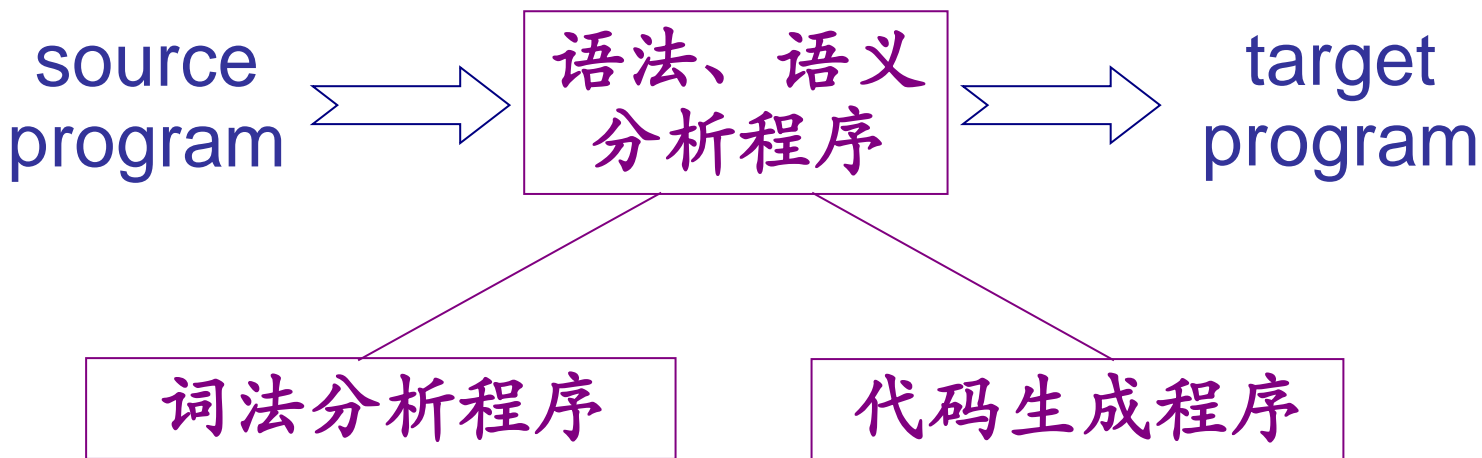 source
program
语法、语义
分析程序
target
program
词法分析程序
代码生成程序